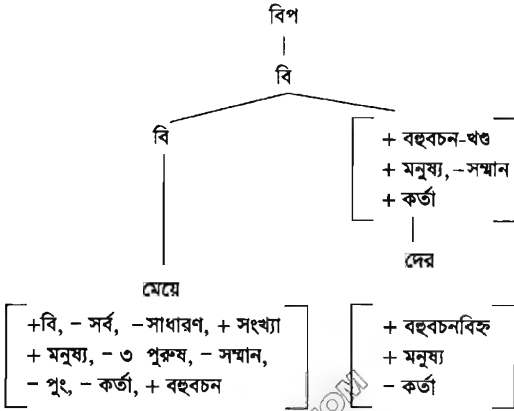 বিপ
বি
বি
+ বহুবচন-খণ্ড
+ মনুষ্য, –সম্মান
+ কর্তা
দের
মেয়ে
+বি, – সর্ব, –সাধারণ, + সংখ্যা
+ মনুষ্য, – ৩ পুরুষ, – সম্মান,
– পুং, – কর্তা, + বহুবচন
+ বহুবচনবিহ্ন
+ মনুষ্য
– কর্তা